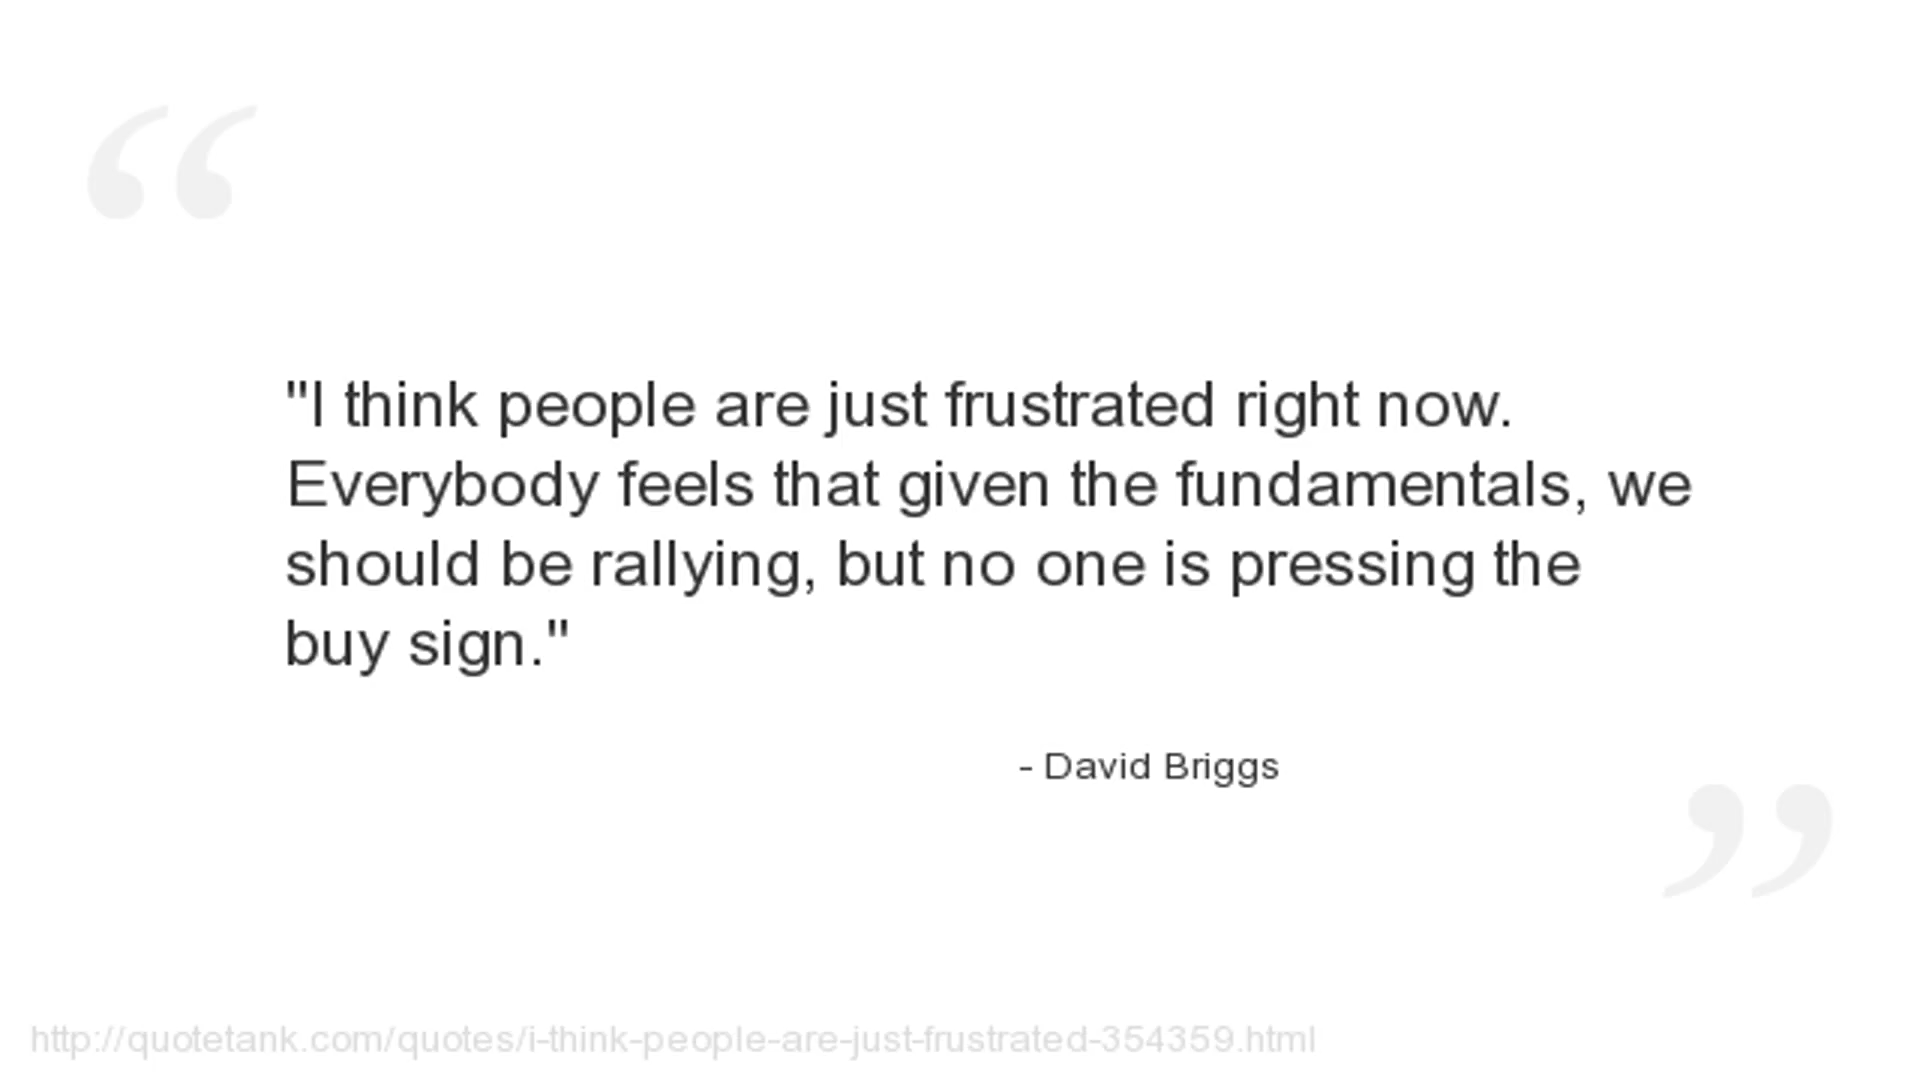 "I think people are just frustrated right now.
Everybody feels that given the fundamentals, we
should be rallying, but no one is pressing the
buy sign."
- David Briggs
http://quotetank.com/quotes/i-think-people-are-just-frustrated-354359.html